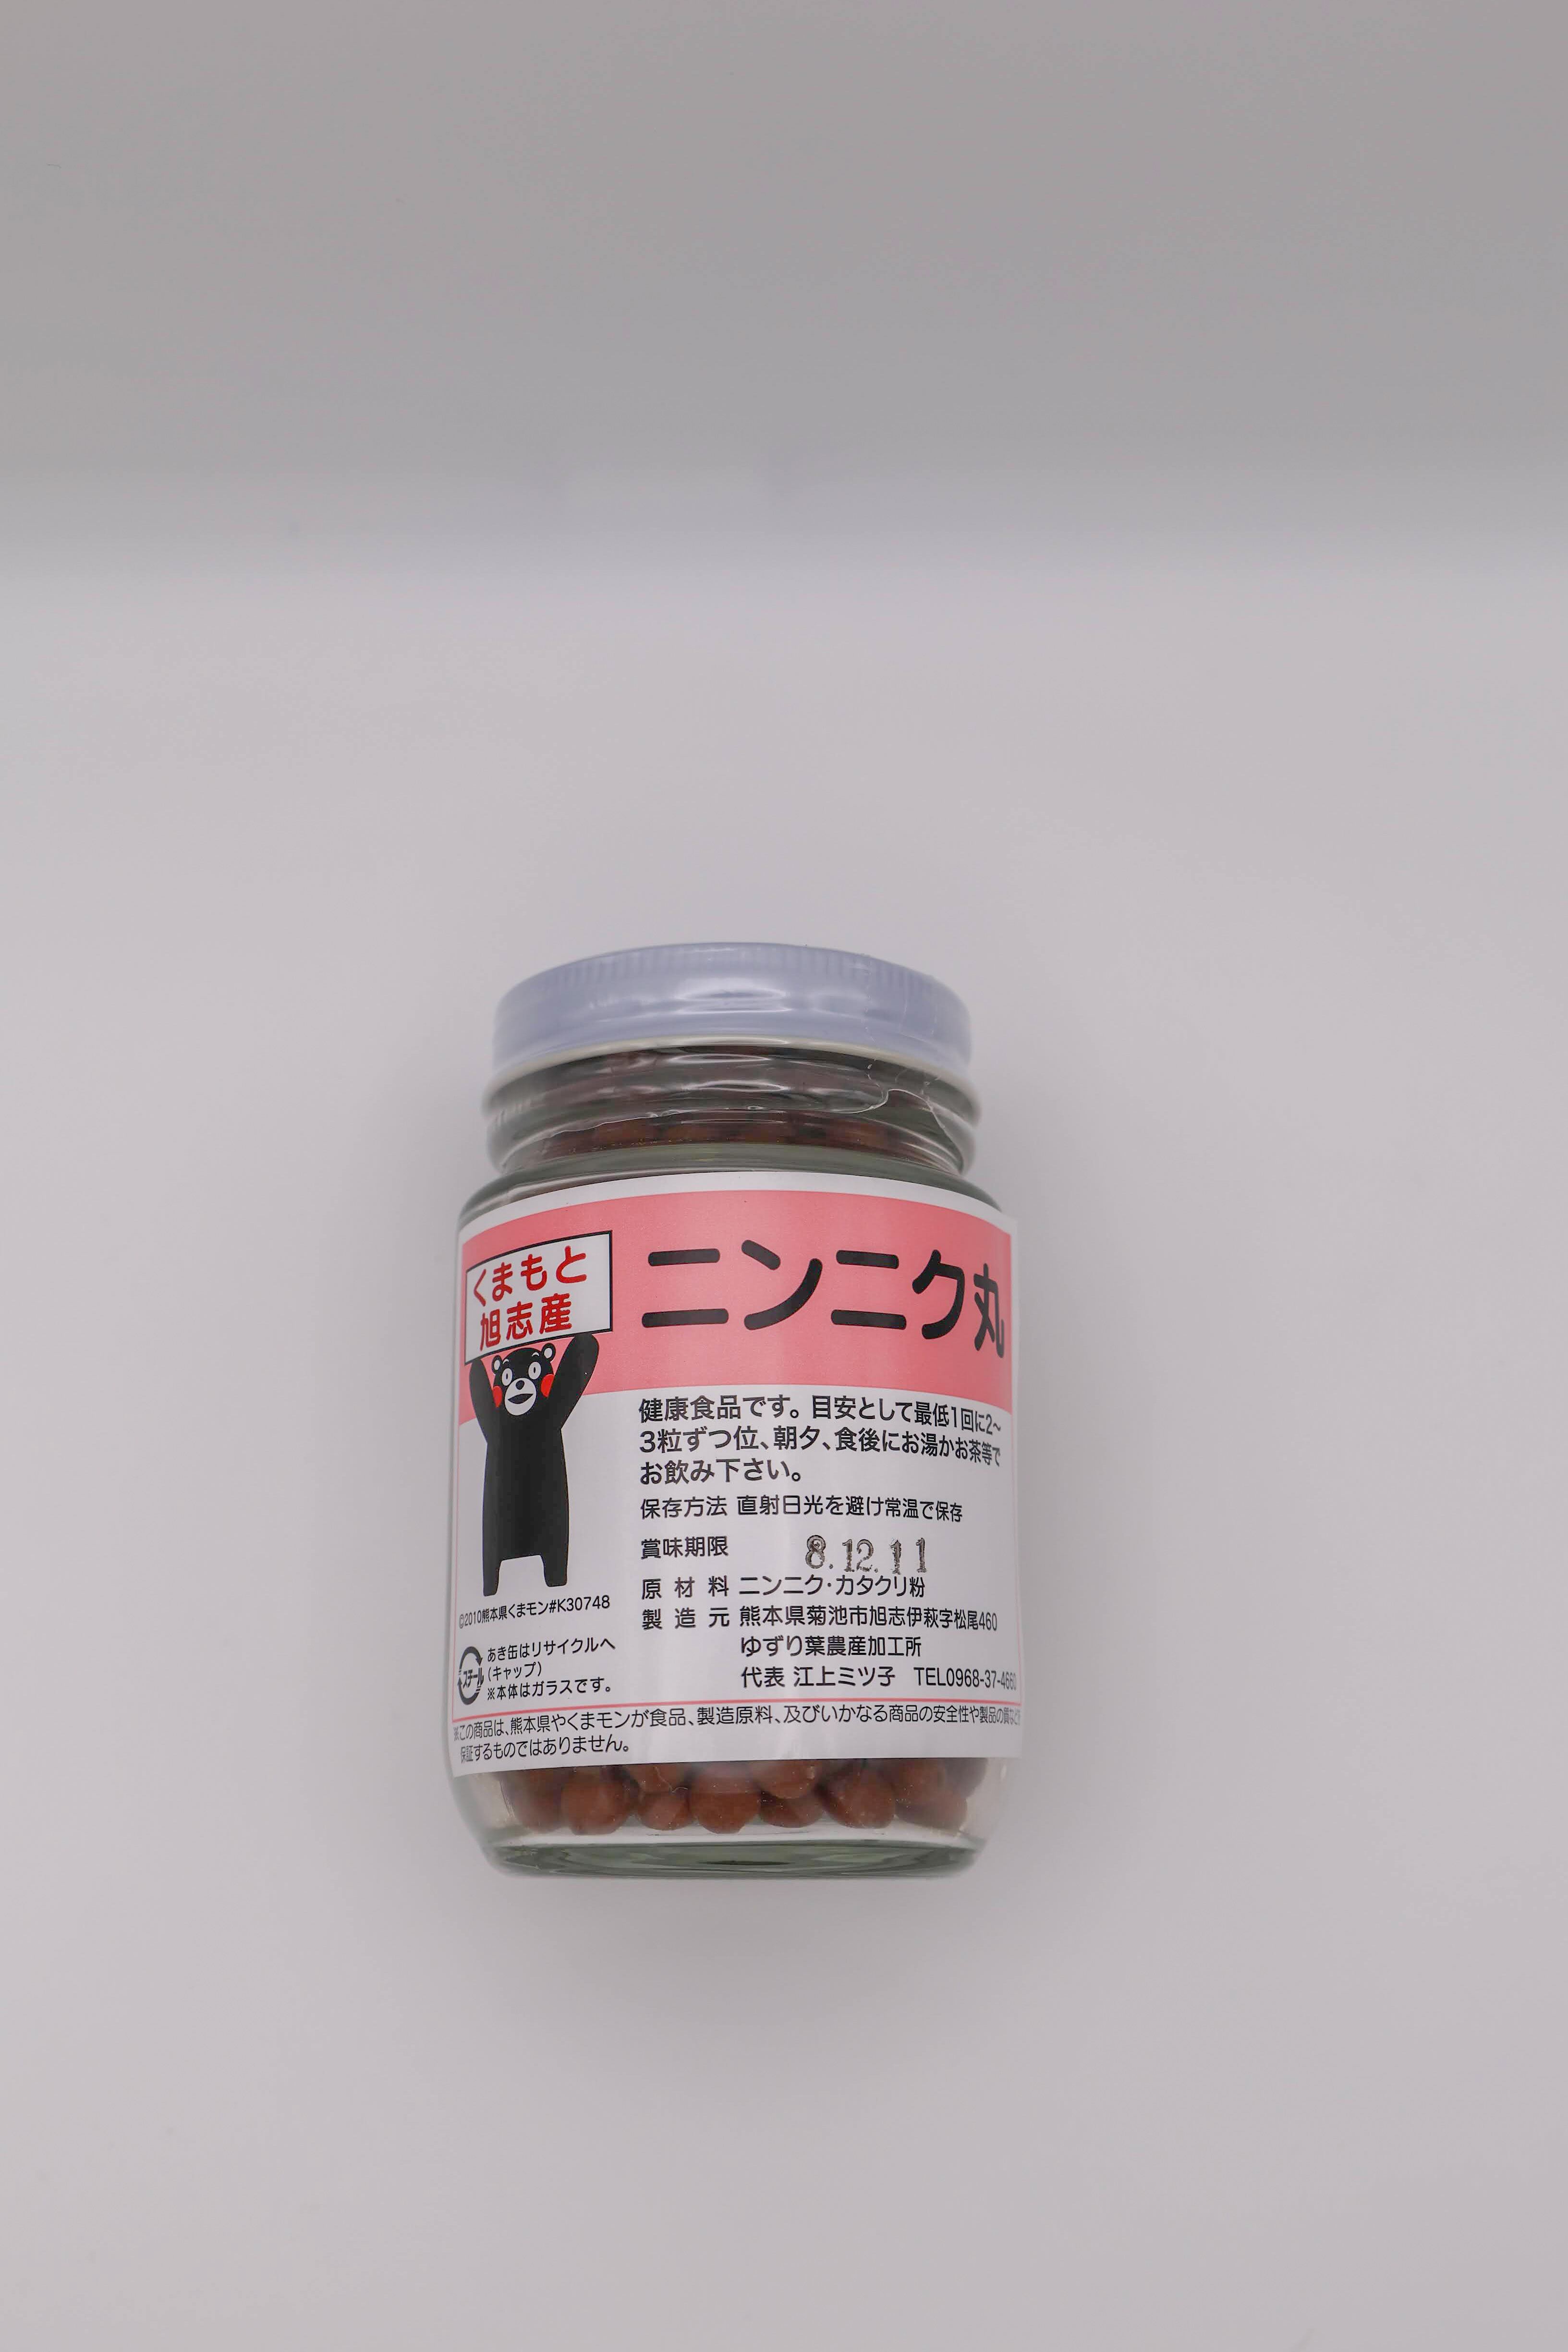 くまもと
旭志産
ニンニク丸
健康食品です。目安として最低1回に2〜
3粒ずつ位、朝夕、食後にお湯かお茶等で
お飲み下さい。
保存方法 直射日光を避け常温で保存
賞味期限 8.12.11
原材料 ニンニク・カタクリ粉
製造元 熊本県菊池市旭志伊萩字松尾460
ゆずり葉農産加工所
代表 江上ミツ子 TEL0968-37-4660
©2010熊本県くまモン#K30748
スチール
あき缶はリサイクルへ
(キャップ)
※本体はガラスです。
※この商品は、熊本県やくまモンが食品、製造原料、及びいかなる商品の安全性や製品の質などを
保証するものではありません。